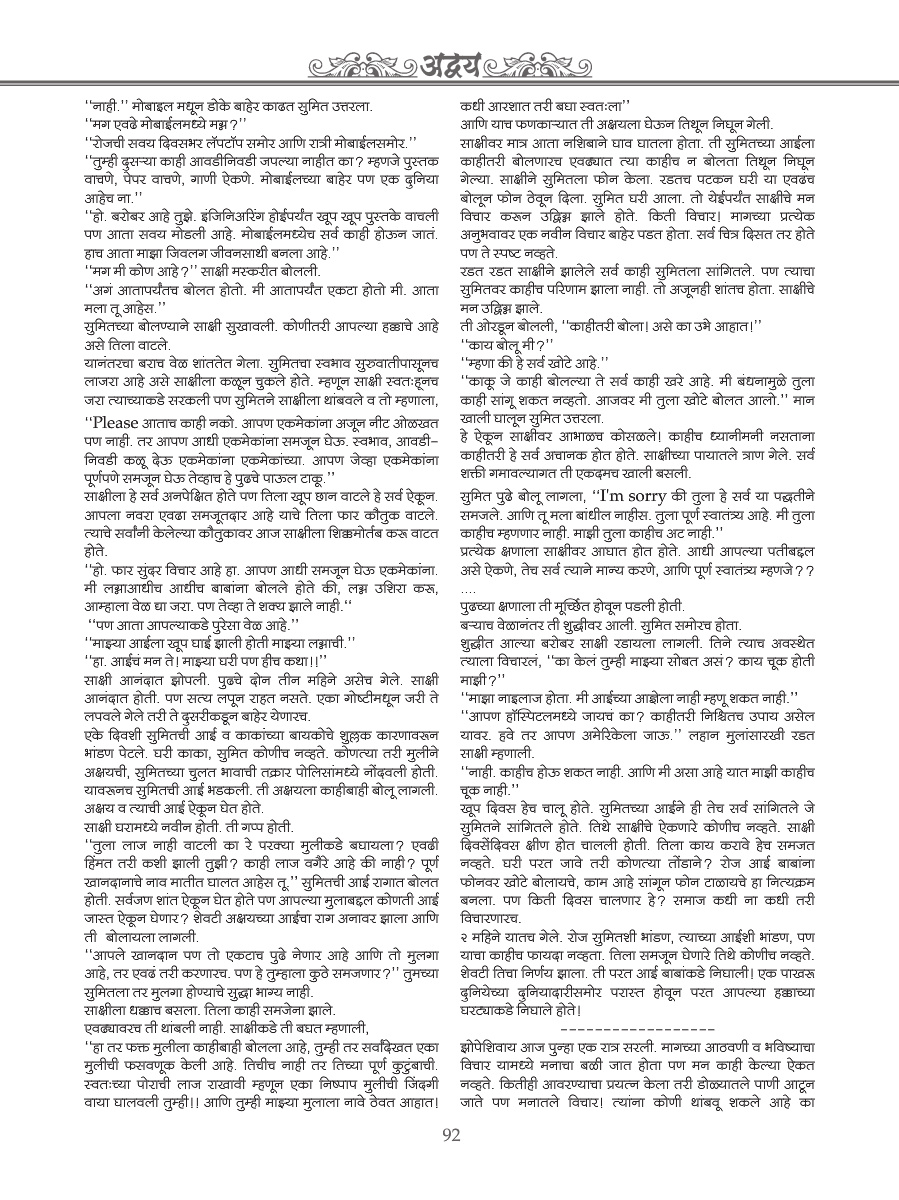 अद्वय
‘‘नाही.’’ मोबाइल मधून डोके बाहेर काढत सुमित उत्तरला.
‘‘मग एवढे मोबाईलमध्ये मग्न?’’
‘‘रोजची सवय दिवसभर लॅपटॉप समोर आणि रात्री मोबाईलसमोर.’’
‘‘तुम्ही दुसऱ्या काही आवडीनिवडी जपल्या नाहीत का? म्हणजे पुस्तक
वाचणे, पेपर वाचणे, गाणी ऐकणे. मोबाईलच्या बाहेर पण एक दुनिया
आहेच ना.’’
‘‘हो. बरोबर आहे तुझे. इंजिनिअरिंग होईपर्यंत खूप खूप पुस्तके वाचली
पण आता सवय मोडली आहे. मोबाईलमध्येच सर्व काही होऊन जातं.
हाच आता माझा जिवलग जीवनसाथी बनला आहे.’’
‘‘मग मी कोण आहे?’’ साक्षी मस्करीत बोलली.
‘‘अगं आतापर्यंतच बोलत होतो. मी आतापर्यंत एकटा होतो मी. आता
मला तू आहेस.’’
सुमितच्या बोलण्याने साक्षी सुखावली. कोणीतरी आपल्या हक्काचे आहे
असे तिला वाटले.
यानंतरचा बराच वेळ शांततेत गेला. सुमितचा स्वभाव सुरुवातीपासूनच
लाजरा आहे असे साक्षीला कळून चुकले होते. म्हणून साक्षी स्वतःहूनच
जरा त्याच्याकडे सरकली पण सुमितने साक्षीला थांबवले व तो म्हणाला,
‘‘Please आताच काही नको. आपण एकमेकांना अजून नीट ओळखत
पण नाही. तर आपण आधी एकमेकांना समजून घेऊ. स्वभाव, आवडी-
निवडी कळू देऊ एकमेकांना एकमेकांच्या. आपण जेव्हा एकमेकांना
पूर्णपणे समजून घेऊ तेव्हाच हे पुढचे पाऊल टाकू.’’
साक्षीला हे सर्व अनपेक्षित होते पण तिला खूप छान वाटले हे सर्व ऐकून.
आपला नवरा एवढा समजूतदार आहे याचे तिला फार कौतुक वाटले.
त्याचे सर्वांनी केलेल्या कौतुकावर आज साक्षीला शिक्कमोर्तब करू वाटत
होते.
‘‘हो. फार सुंदर विचार आहे हा. आपण आधी समजून घेऊ एकमेकांना.
मी लग्नाआधीच आधीच बाबांना बोलले होते की, लग्न उशिरा करू,
आम्हाला वेळ द्या जरा. पण तेव्हा ते शक्य झाले नाही.‘‘
‘‘पण आता आपल्याकडे पुरेसा वेळ आहे.’’
‘‘माझ्या आईला खूप घाई झाली होती माझ्या लग्नाची.’’
‘‘हा. आईचं मन ते! माझ्या घरी पण हीच कथा!!’’
साक्षी आनंदात झोपली. पुढचे दोन तीन महिने असेच गेले. साक्षी
आनंदात होती. पण सत्य लपून राहत नसते. एका गोष्टीमधून जरी ते
लपवले गेले तरी ते दुसरीकडून बाहेर येणारच.
एके दिवशी सुमितची आई व काकांच्या बायकोचे शुल्लक कारणावरून
भांडण पेटले. घरी काका, सुमित कोणीच नव्हते. कोणत्या तरी मुलीने
अक्षयची, सुमितच्या चुलत भावाची तक्रार पोलिसांमध्ये नोंदवली होती.
यावरूनच सुमितची आई भडकली. ती अक्षयला काहीबाही बोलू लागली.
अक्षय व त्याची आई ऐकून घेत होते.
साक्षी घरामध्ये नवीन होती. ती गप्प होती.
‘‘तुला लाज नाही वाटली का रे परक्या मुलीकडे बघायला? एवढी
हिंमत तरी कशी झाली तुझी? काही लाज वगैरे आहे की नाही? पूर्ण
खानदानाचे नाव मातीत घालत आहेस तू.’’ सुमितची आई रागात बोलत
होती. सर्वजण शांत ऐकून घेत होते पण आपल्या मुलाबद्दल कोणती आई
जास्त ऐकून घेणार? शेवटी अक्षयच्या आईचा राग अनावर झाला आणि
ती बोलायला लागली.
‘‘आपले खानदान पण तो एकटाच पुढे नेणार आहे आणि तो मुलगा
आहे, तर एवढं तरी करणारच. पण हे तुम्हाला कुठे समजणार?’’ तुमच्या
सुमितला तर मुलगा होण्याचे सुद्धा भाग्य नाही.
साक्षीला धक्काच बसला. तिला काही समजेना झाले.
एवढ्यावरच ती थांबली नाही. साक्षीकडे ती बघत म्हणाली,
‘‘हा तर फक्त मुलीला काहीबाही बोलला आहे, तुम्ही तर सर्वांदेखत एका
मुलीची फसवणूक केली आहे. तिचीच नाही तर तिच्या पूर्ण कुटुंबाची.
स्वतःच्या पोराची लाज राखावी म्हणून एका निष्पाप मुलीची जिंदगी
वाया घालवली तुम्ही!! आणि तुम्ही माझ्या मुलाला नावे ठेवत आहात!
कधी आरशात तरी बघा स्वतःला’’
आणि याच फणकाऱ्यात ती अक्षयला घेऊन तिथून निघून गेली.
साक्षीवर मात्र आता नशिबाने घाव घातला होता. ती सुमितच्या आईला
काहीतरी बोलणारच एवढ्यात त्या काहीच न बोलता तिथून निघून
गेल्या. साक्षीने सुमितला फोन केला. रडतच पटकन घरी या एवढंच
बोलून फोन ठेवून दिला. सुमित घरी आला. तो येईपर्यंत साक्षीचे मन
विचार करून उद्विग्न झाले होते. किती विचार! मागच्या प्रत्येक
अनुभवावर एक नवीन विचार बाहेर पडत होता. सर्व चित्र दिसत तर होते
पण ते स्पष्ट नव्हते.
रडत रडत साक्षीने झालेले सर्व काही सुमितला सांगितले. पण त्याचा
सुमितवर काहीच परिणाम झाला नाही. तो अजूनही शांतच होता. साक्षीचे
मन उद्विग्न झाले.
ती ओरडून बोलली, ‘‘काहीतरी बोला! असे का उभे आहात!’’
‘‘काय बोलू मी?’’
‘‘म्हणा की हे सर्व खोटे आहे.’’
‘‘काकू जे काही बोलल्या ते सर्व काही खरे आहे. मी बंधनामुळे तुला
काही सांगू शकत नव्हतो. आजवर मी तुला खोटे बोलत आलो.’’ मान
खाली घालून सुमित उत्तरला.
हे ऐकून साक्षीवर आभाळच कोसळले! काहीच ध्यानीमनी नसताना
काहीतरी हे सर्व अचानक होत होते. साक्षीच्या पायातले त्राण गेले. सर्व
शक्ती गमावल्यागत ती एकदमच खाली बसली.
सुमित पुढे बोलू लागला, ‘‘I'm sorry की तुला हे सर्व या पद्धतीने
समजले. आणि तू मला बांधील नाहीस. तुला पूर्ण स्वातंत्र्य आहे. मी तुला
काहीच म्हणणार नाही. माझी तुला काहीच अट नाही.’’
प्रत्येक क्षणाला साक्षीवर आघात होत होते. आधी आपल्या पतीबद्दल
असे ऐकणे, तेच सर्व त्याने मान्य करणे, आणि पूर्ण स्वातंत्र्य म्हणजे??
....
पुढच्या क्षणाला ती मूर्च्छित होवून पडली होती.
बऱ्याच वेळानंतर ती शुद्धीवर आली. सुमित समोरच होता.
शुद्धीत आल्या बरोबर साक्षी रडायला लागली. तिने त्याच अवस्थेत
त्याला विचारलं, ‘‘का केलं तुम्ही माझ्या सोबत असं? काय चूक होती
माझी?’’
‘‘माझा नाइलाज होता. मी आईच्या आज्ञेला नाही म्हणू शकत नाही.’’
‘‘आपण हॉस्पिटलमध्ये जायचं का? काहीतरी निश्चितच उपाय असेल
यावर. हवे तर आपण अमेरिकेला जाऊ.’’ लहान मुलांसारखी रडत
साक्षी म्हणाली.
‘‘नाही. काहीच होऊ शकत नाही. आणि मी असा आहे यात माझी काहीच
चूक नाही.’’
खूप दिवस हेच चालू होते. सुमितच्या आईने ही तेच सर्व सांगितले जे
सुमितने सांगितले होते. तिथे साक्षीचे ऐकणारे कोणीच नव्हते. साक्षी
दिवसेंदिवस क्षीण होत चालली होती. तिला काय करावे हेच समजत
नव्हते. घरी परत जावे तरी कोणत्या तोंडाने? रोज आई बाबांना
फोनवर खोटे बोलायचे, काम आहे सांगून फोन टाळायचे हा नित्यक्रम
बनला. पण किती दिवस चालणार हे? समाज कधी ना कधी तरी
विचारणारच.
२ महिने यातच गेले. रोज सुमितशी भांडण, त्याच्या आईशी भांडण, पण
याचा काहीच फायदा नव्हता. तिला समजून घेणारे तिथे कोणीच नव्हते.
शेवटी तिचा निर्णय झाला. ती परत आई बाबांकडे निघाली! एक पाखरू
दुनियेच्या दुनियादारीसमोर परास्त होवून परत आपल्या हक्काच्या
घरट्याकडे निघाले होते!
------------------
झोपेशिवाय आज पुन्हा एक रात्र सरली. मागच्या आठवणी व भविष्याचा
विचार यामध्ये मनाचा बळी जात होता पण मन काही केल्या ऐकत
नव्हते. कितीही आवरण्याचा प्रयत्न केला तरी डोळ्यातले पाणी आटून
जाते पण मनातले विचार! त्यांना कोणी थांबवू शकले आहे का
92